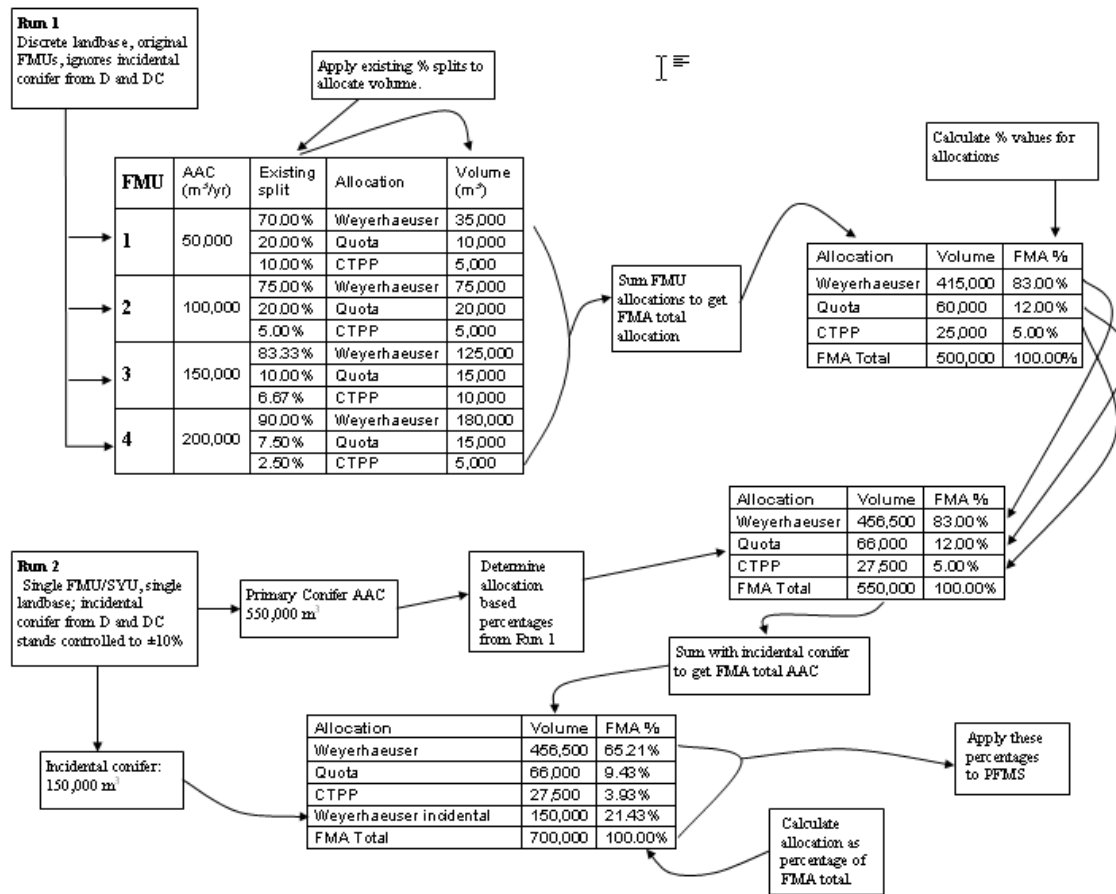 Run 1
Discrete landbase, original
FMUs, ignores incidental
conifer from D and DC
Apply existing % splits to
allocate volume.
FMU AAC (m³/yr) Existing split Allocation Volume (m³)
1 50,000 70.00% Weyerhaeuser 35,000
20.00% Quota 10,000
10.00% CTPP 5,000
2 100,000 75.00% Weyerhaeuser 75,000
20.00% Quota 20,000
5.00% CTPP 5,000
3 150,000 83.33% Weyerhaeuser 125,000
10.00% Quota 15,000
6.67% CTPP 10,000
4 200,000 90.00% Weyerhaeuser 180,000
7.50% Quota 15,000
2.50% CTPP 5,000
Sum FMU
allocations to get
FMA total
allocation
Calculate % values for
allocations
Allocation Volume FMA %
Weyerhaeuser 415,000 83.00%
Quota 60,000 12.00%
CTPP 25,000 5.00%
FMA Total 500,000 100.00%
Run 2
Single FMU/SYU, single
landbase; incidental
conifer from D and DC
stands controlled to ±10%
Primary Conifer AAC
550,000 m³
Determine
allocation
based
percentages
from Run 1
Allocation Volume FMA %
Weyerhaeuser 456,500 83.00%
Quota 66,000 12.00%
CTPP 27,500 5.00%
FMA Total 550,000 100.00%
Sum with incidental conifer
to get FMA total AAC
Incidental conifer:
150,000 m³
Allocation Volume FMA %
Weyerhaeuser 456,500 65.21%
Quota 66,000 9.43%
CTPP 27,500 3.93%
Weyerhaeuser incidental 150,000 21.43%
FMA Total 700,000 100.00%
Apply these
percentages
to PFMS
Calculate
allocation as
percentage of
FMA total.